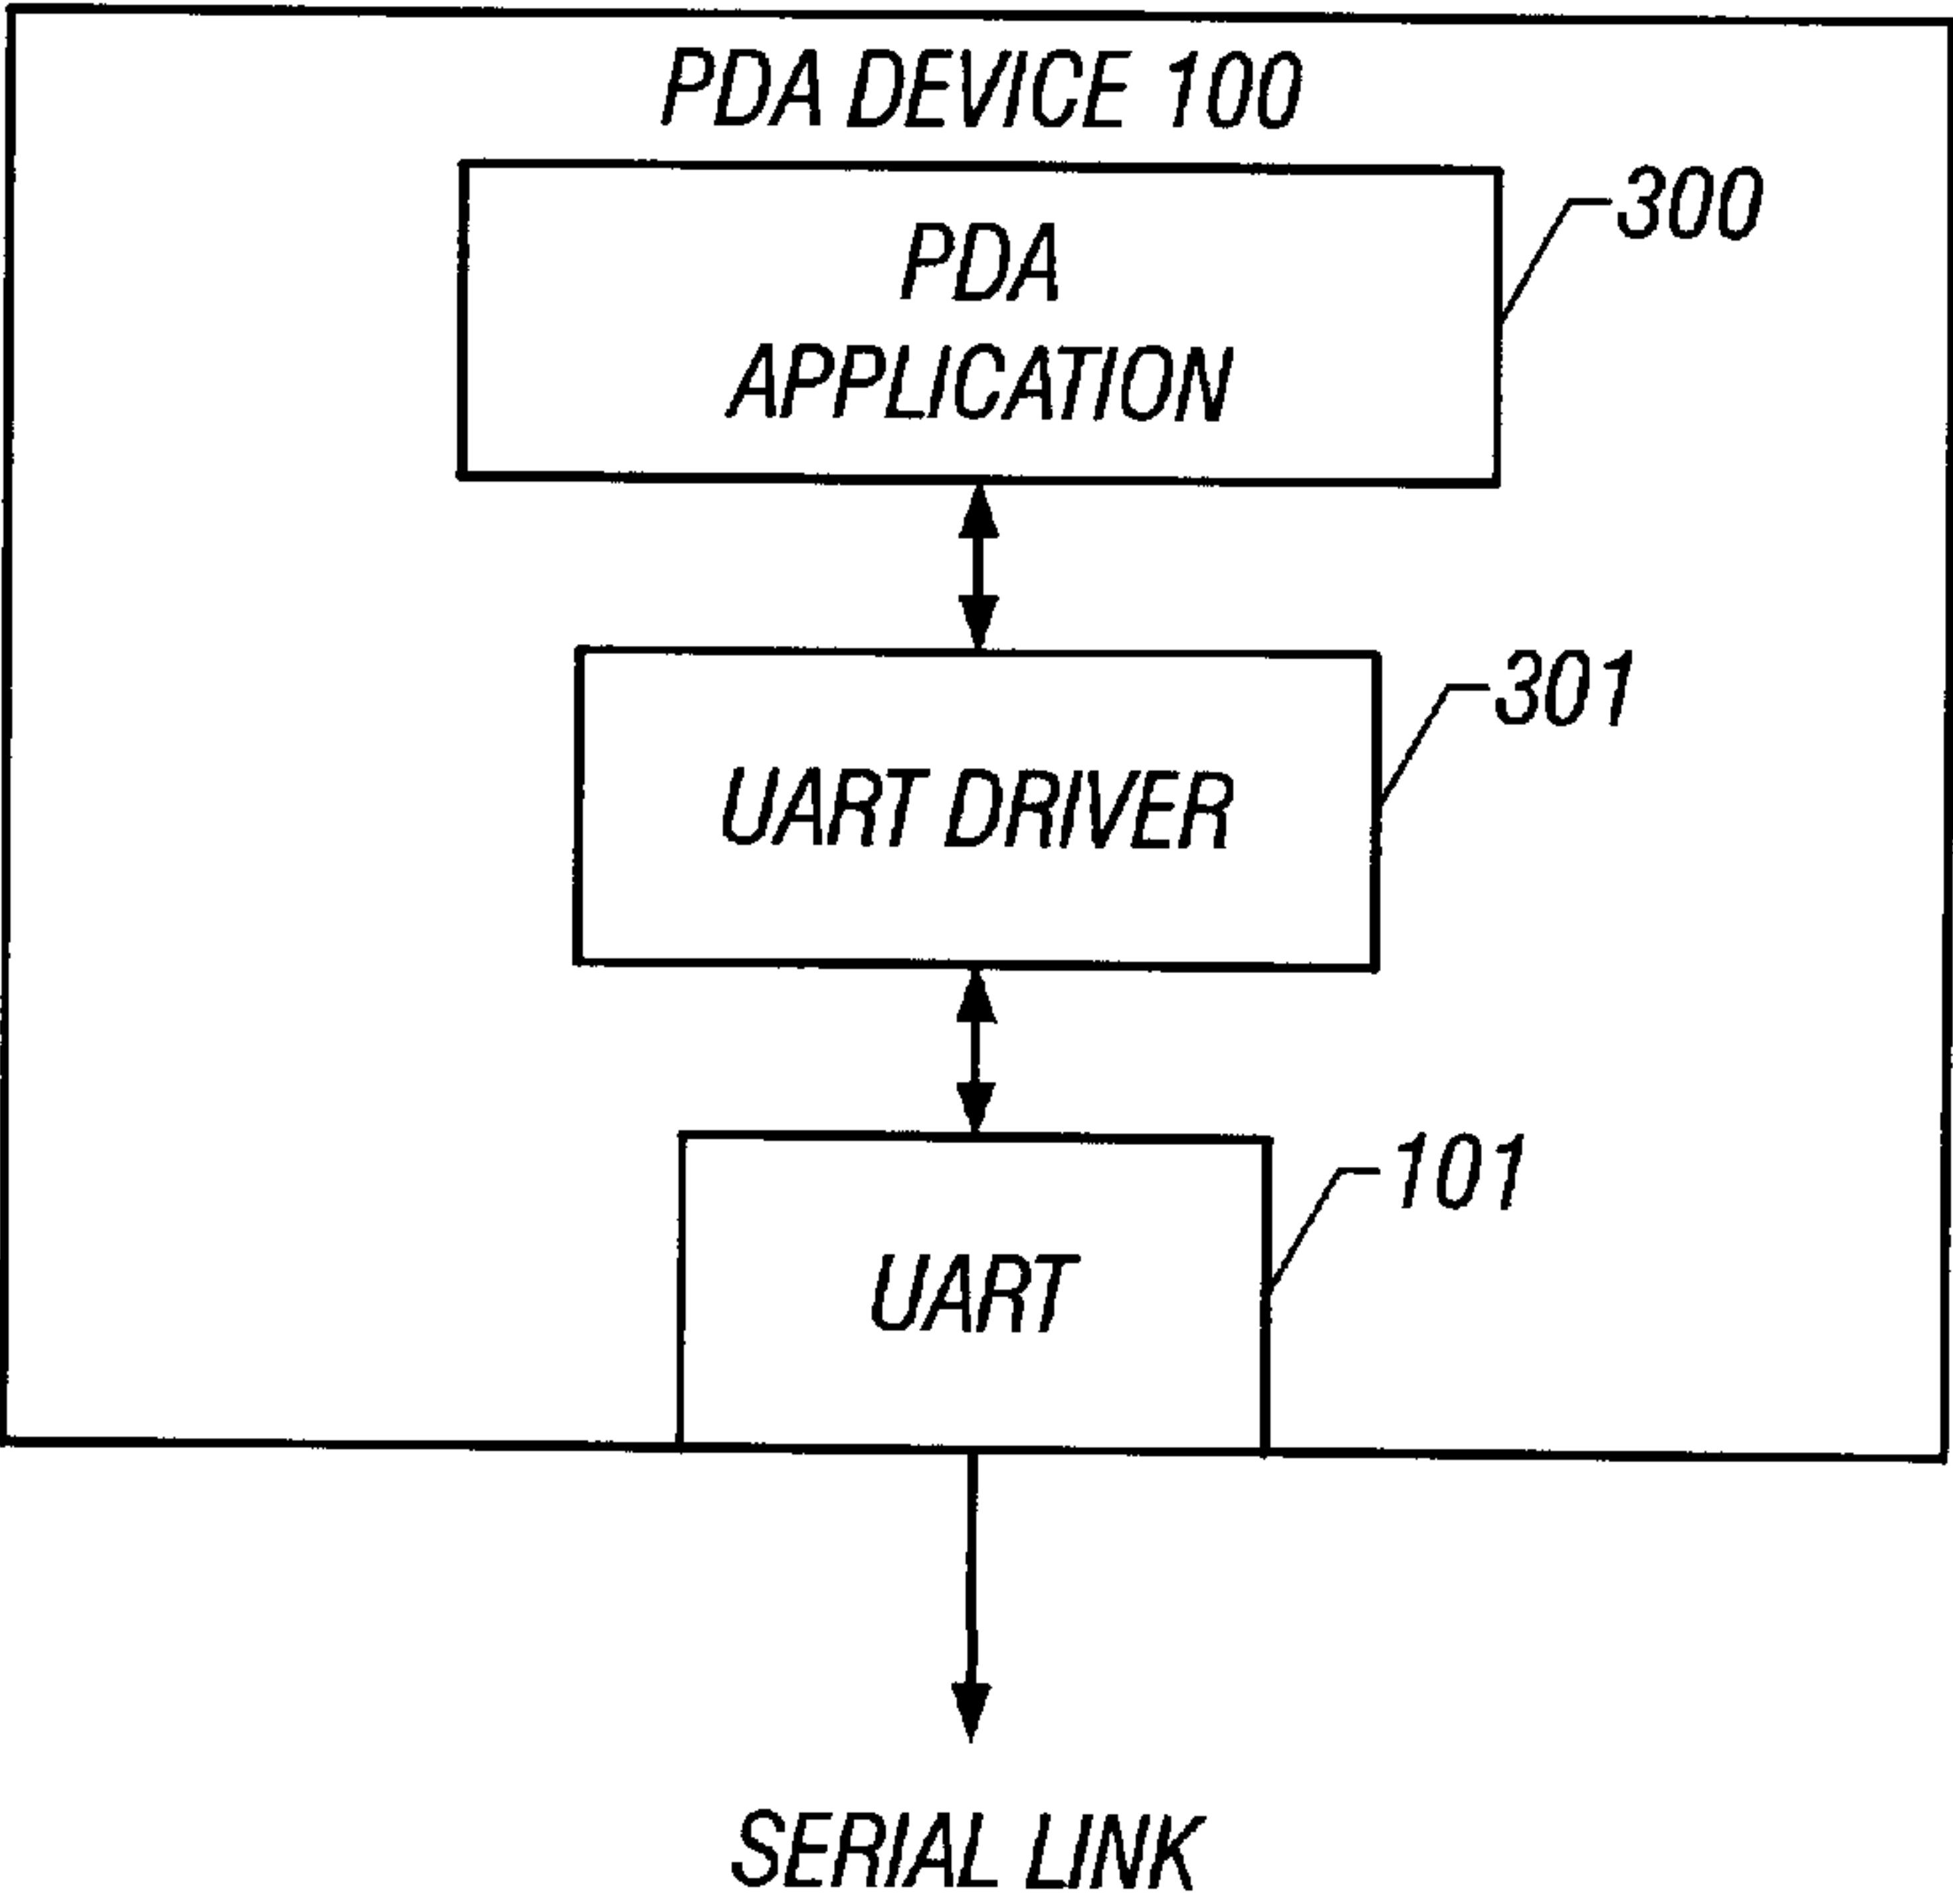 PDA DEVICE 100
300
PDA
APPLICATION
301
UART DRIVER
101
UART
SERIAL LINK